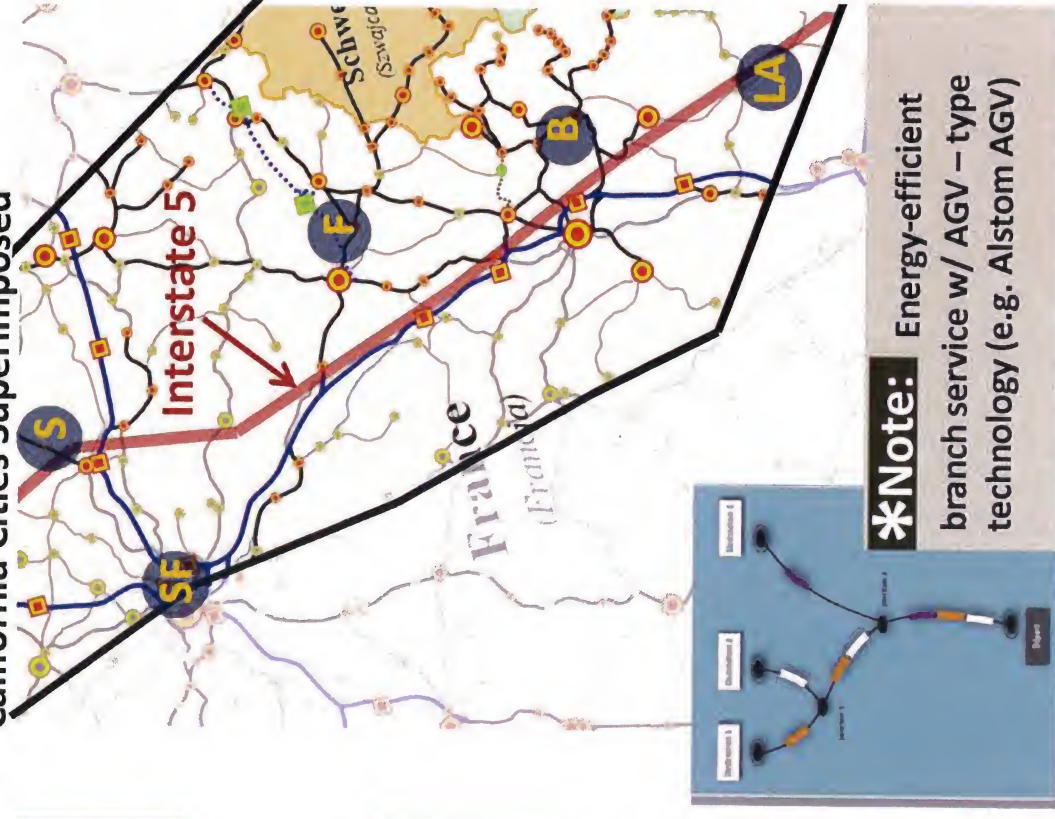 California Cities Superimposed
S
SF
Interstate 5
F
Schwe
(Szwajca
B
LA
France
(Francja)
*Note: Energy-efficient
branch service w/ AGV – type
technology (e.g. Alstom AGV)
Départ